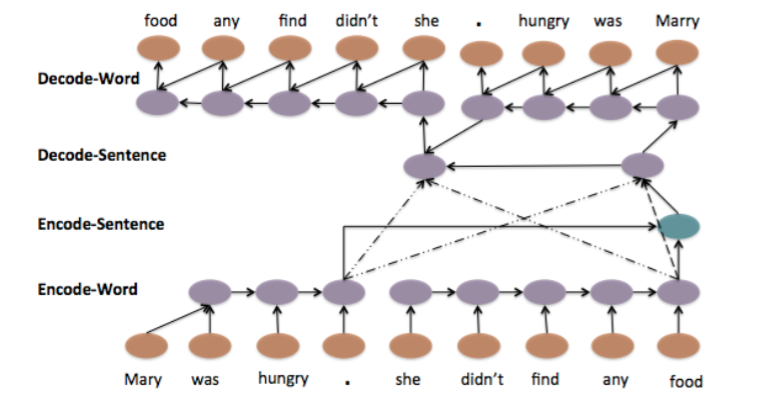 food any find didn't she . hungry was Marry
Decode-Word
Decode-Sentence
Encode-Sentence
Encode-Word
Mary was hungry . she didn't find any food